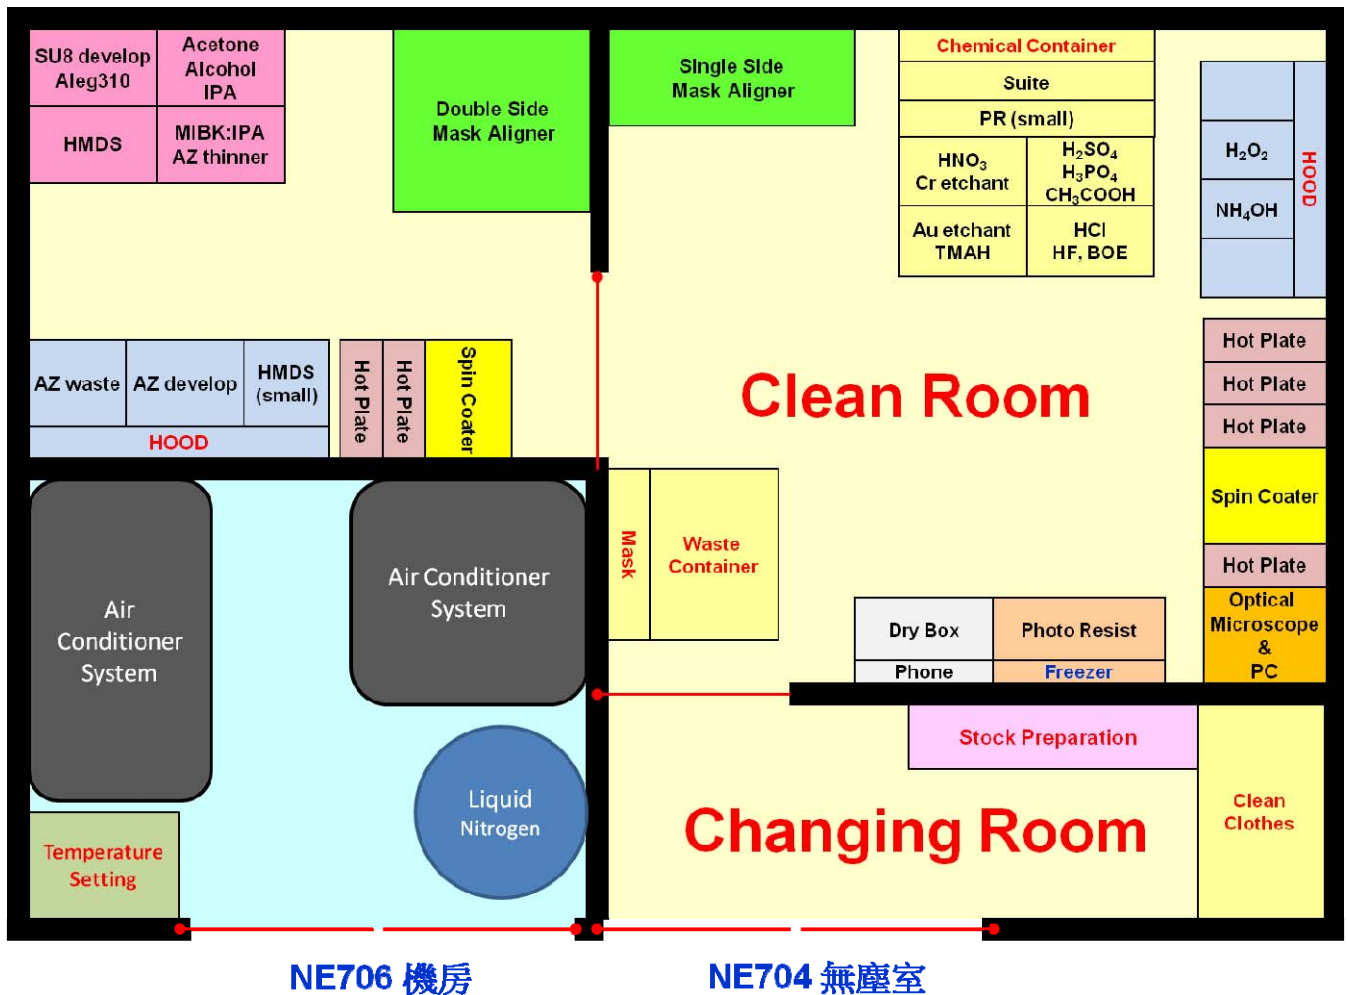 SU8 develop
Aleg310
Acetone
Alcohol
IPA
HMDS
MIBK:IPA
AZ thinner
Double Side
Mask Aligner
Single Side
Mask Aligner
Chemical Container
Suite
PR (small)
HNO₃
Cr etchant
H₂SO₄
H₃PO₄
CH₃COOH
Au etchant
TMAH
HCl
HF, BOE
H₂O₂
NH₄OH
HOOD
AZ waste
AZ develop
HMDS
(small)
HOOD
Hot Plate
Hot Plate
Spin Coater
Clean Room
Hot Plate
Hot Plate
Hot Plate
Spin Coater
Hot Plate
Optical
Microscope
&
PC
Mask
Waste
Container
Dry Box
Photo Resist
Phone
Freezer
Air
Conditioner
System
Air Conditioner
System
Liquid
Nitrogen
Temperature
Setting
Stock Preparation
Changing Room
Clean
Clothes
NE706 機房
NE704 無塵室